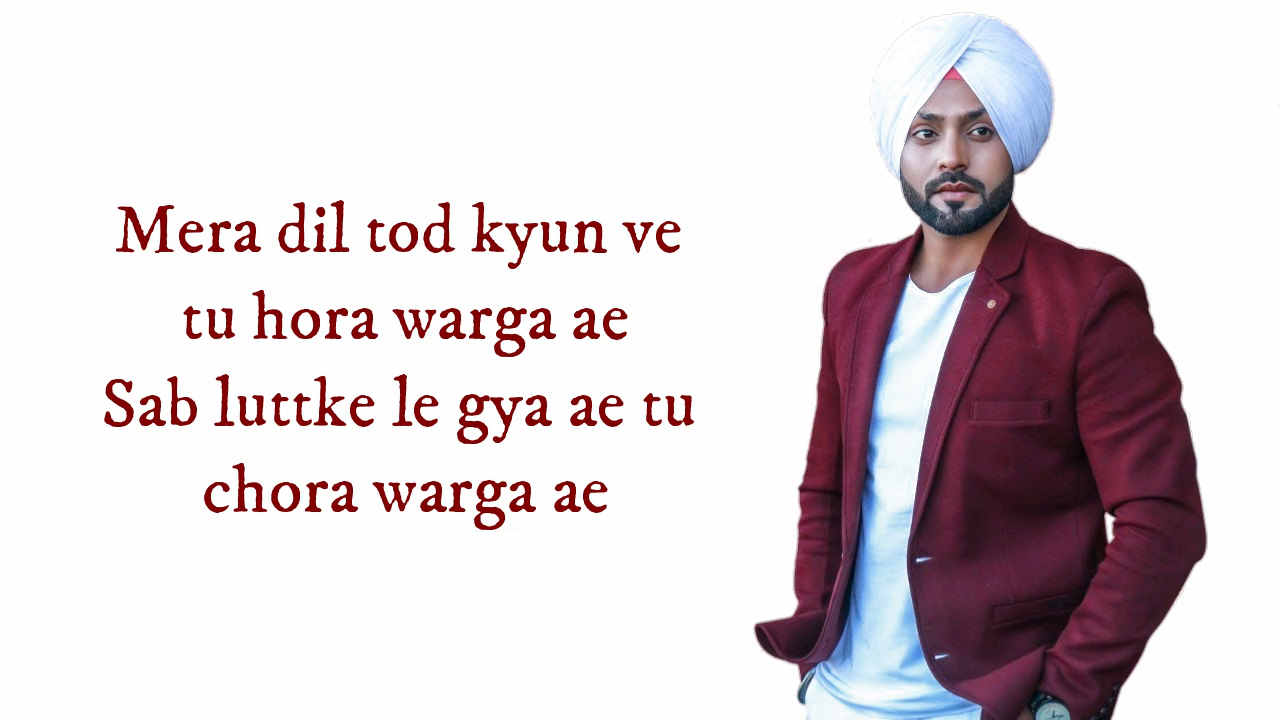 Mera dil tod kyun ve
tu hora warga ae
Sab luttke le gya ae tu
chora warga ae